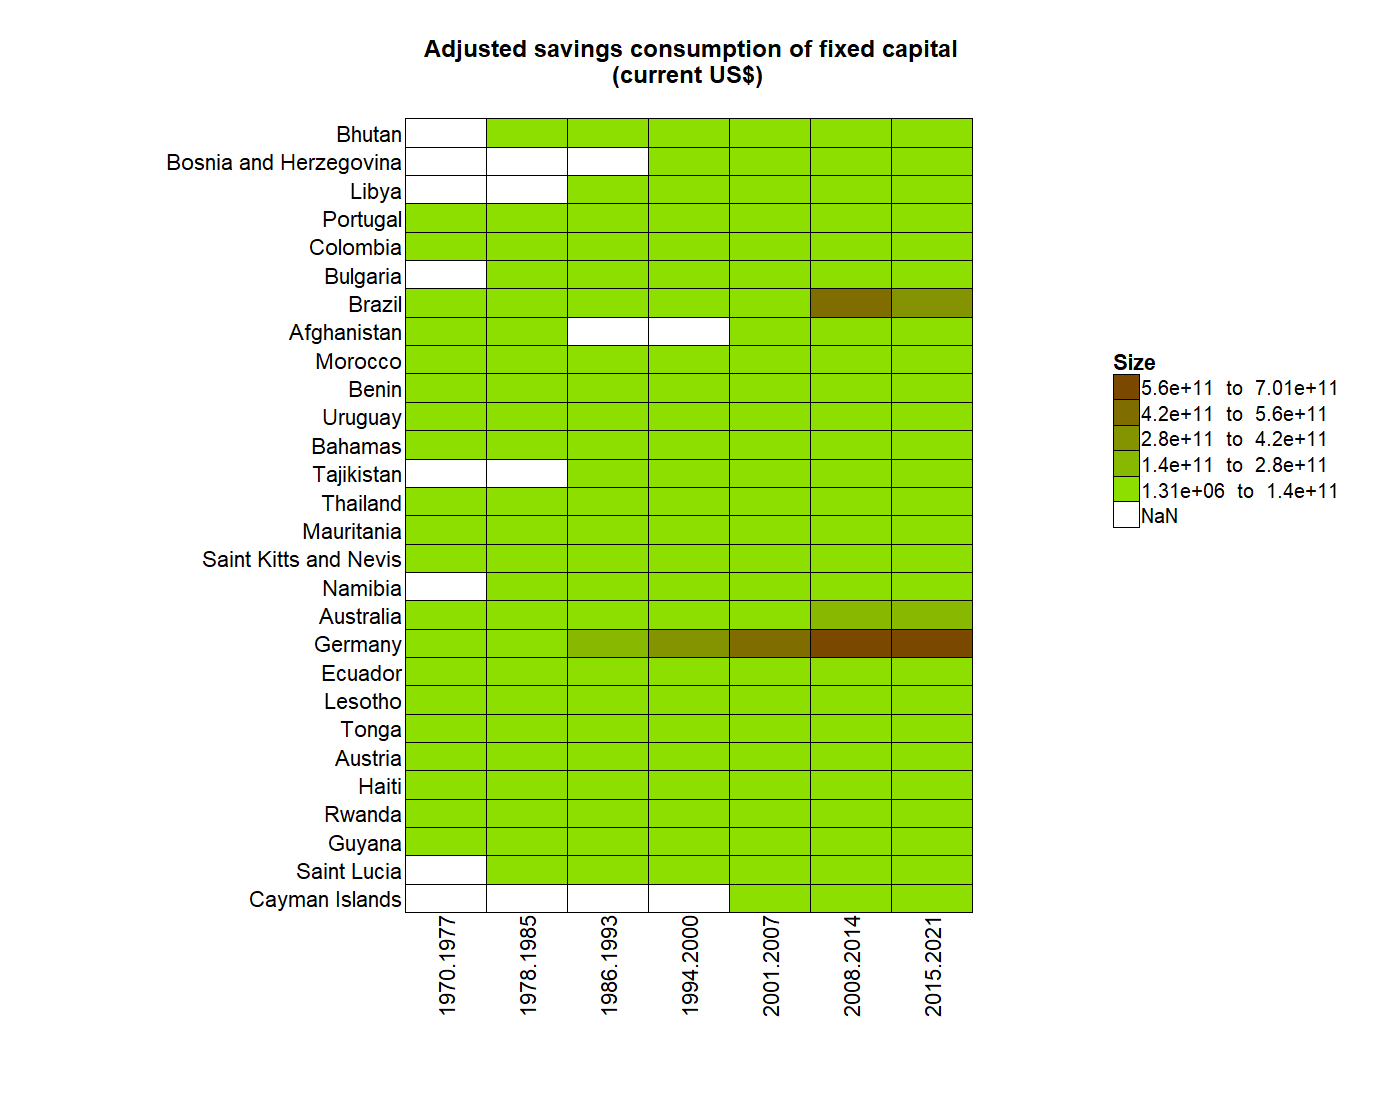 Adjusted savings consumption of fixed capital
(current US$)
Bhutan
Bosnia and Herzegovina
Libya
Portugal
Colombia
Bulgaria
Brazil
Afghanistan
Morocco
Benin
Uruguay
Bahamas
Tajikistan
Thailand
Mauritania
Saint Kitts and Nevis
Namibia
Australia
Germany
Ecuador
Lesotho
Tonga
Austria
Haiti
Rwanda
Guyana
Saint Lucia
Cayman Islands
1970.1977
1978.1985
1986.1993
1994.2000
2001.2007
2008.2014
2015.2021
Size
5.6e+11 to 7.01e+11
4.2e+11 to 5.6e+11
2.8e+11 to 4.2e+11
1.4e+11 to 2.8e+11
1.31e+06 to 1.4e+11
NaN